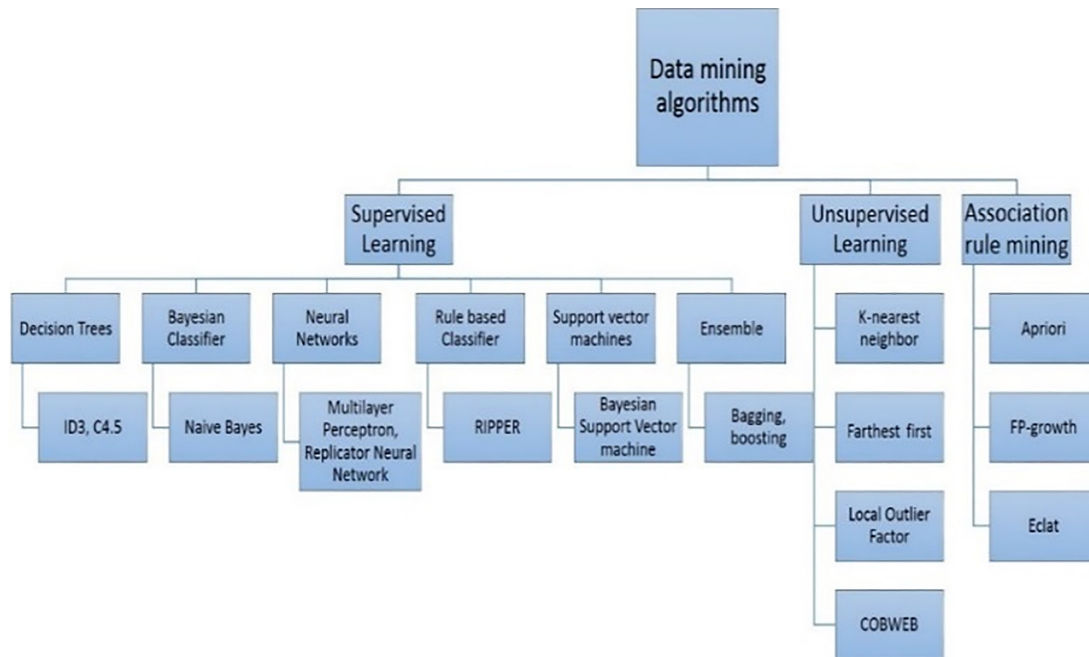 Data mining
algorithms
Supervised
Learning
Unsupervised
Learning
Association
rule mining
Decision Trees
Bayesian
Classifier
Neural
Networks
Rule based
Classifier
Support vector
machines
Ensemble
K-nearest
neighbor
Apriori
ID3, C4.5
Naive Bayes
Multilayer
Perceptron,
Replicator Neural
Network
RIPPER
Bayesian
Support Vector
machine
Bagging,
boosting
Farthest first
FP-growth
Local Outlier
Factor
Eclat
COBWEB